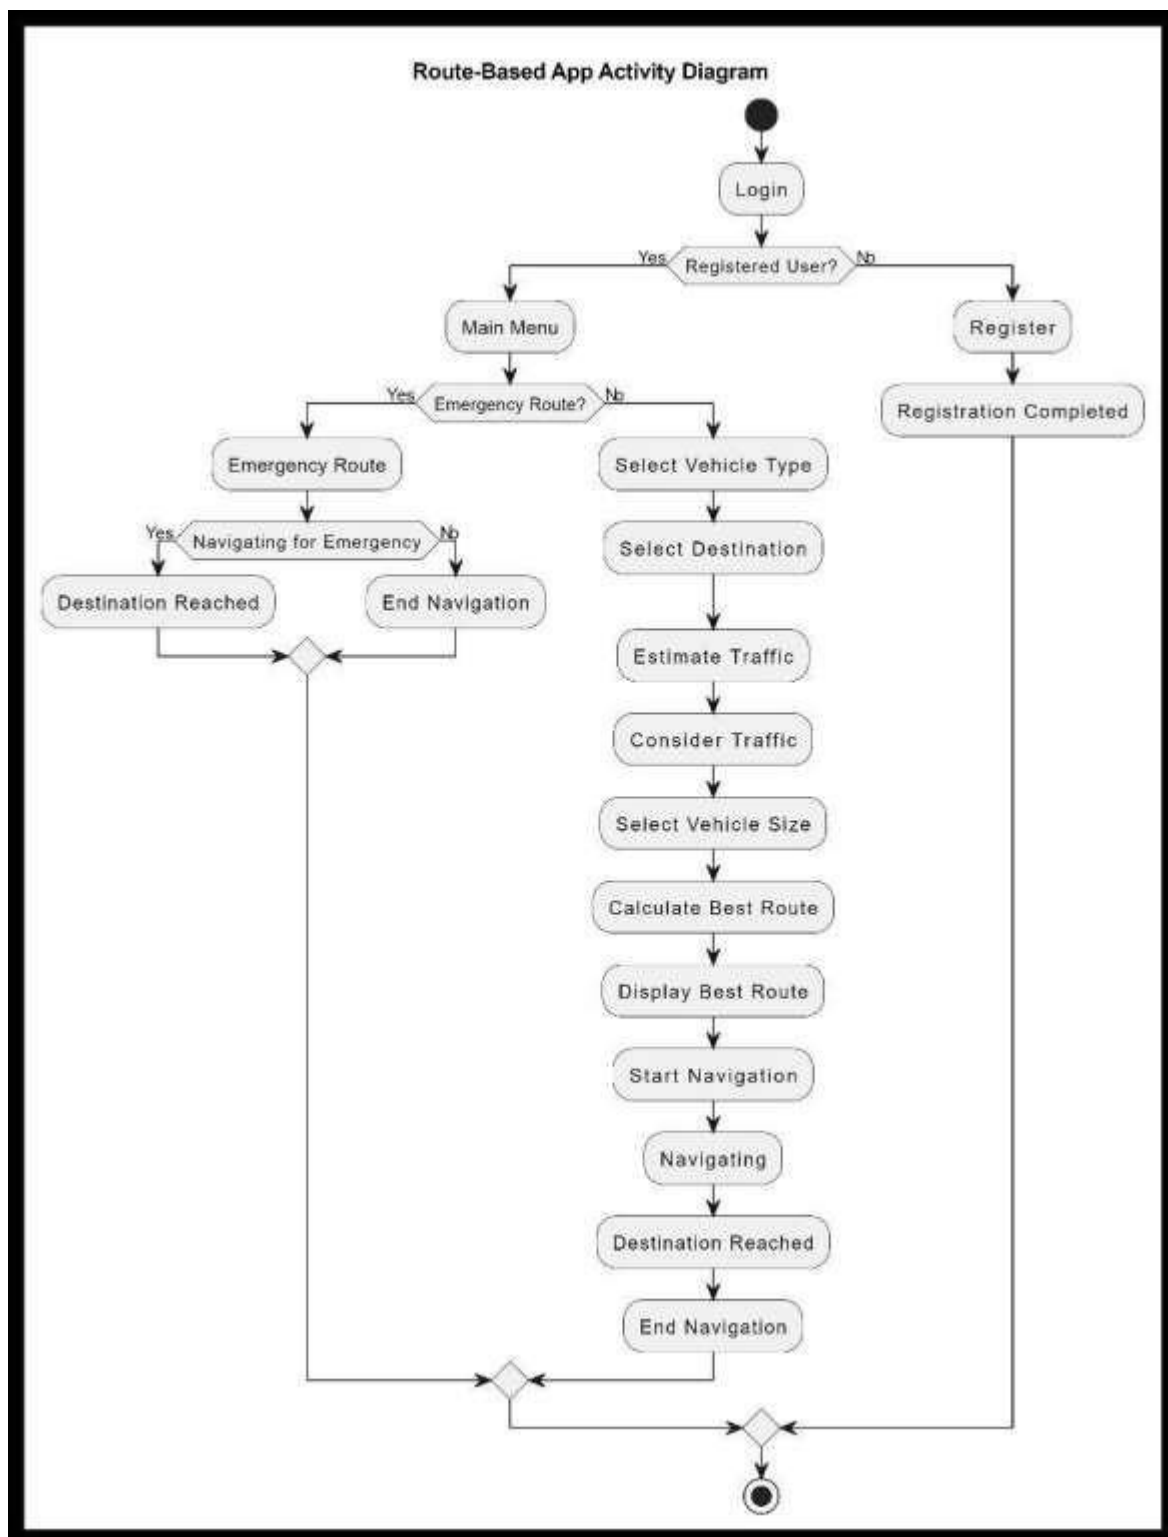 Route-Based App Activity Diagram
Login
Yes
Registered User?
No
Main Menu
Register
Yes
Emergency Route?
No
Registration Completed
Emergency Route
Select Vehicle Type
Yes
Navigating for Emergency
No
Select Destination
Destination Reached
End Navigation
Estimate Traffic
Consider Traffic
Select Vehicle Size
Calculate Best Route
Display Best Route
Start Navigation
Navigating
Destination Reached
End Navigation